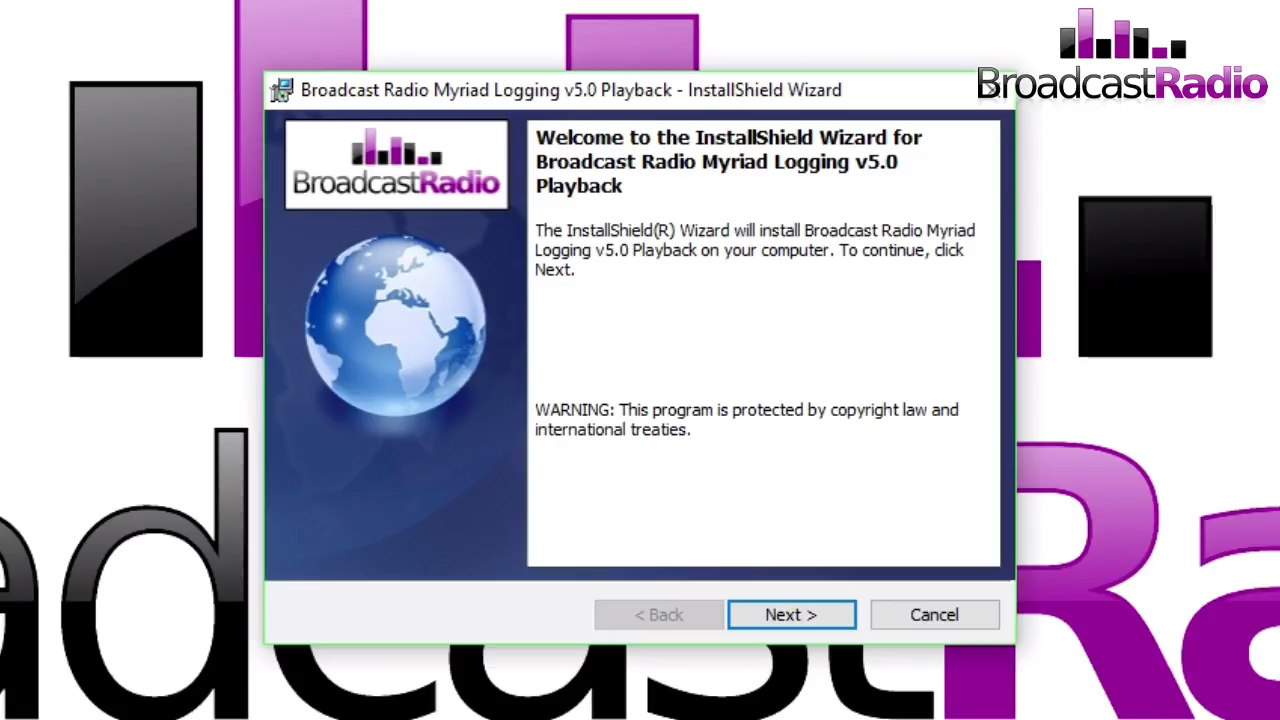 BroadcastRadio
Broadcast Radio Myriad Logging v5.0 Playback - InstallShield Wizard
BroadcastRadio
Welcome to the InstallShield Wizard for
Broadcast Radio Myriad Logging v5.0
Playback
The InstallShield(R) Wizard will install Broadcast Radio Myriad
Logging v5.0 Playback on your computer. To continue, click
Next.
WARNING: This program is protected by copyright law and
international treaties.
< Back
Next >
Cancel
adcastRa